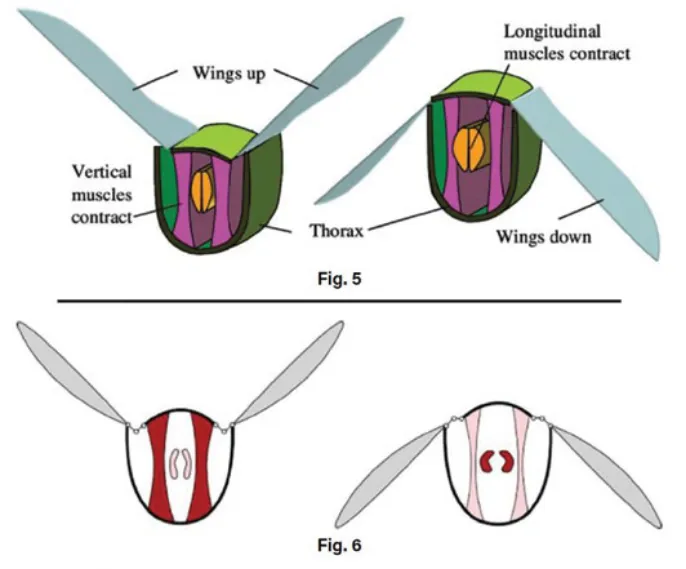 Longitudinal
muscles contract
Wings up
Vertical
muscles
contract
Thorax
Wings down
Fig. 5
Fig. 6